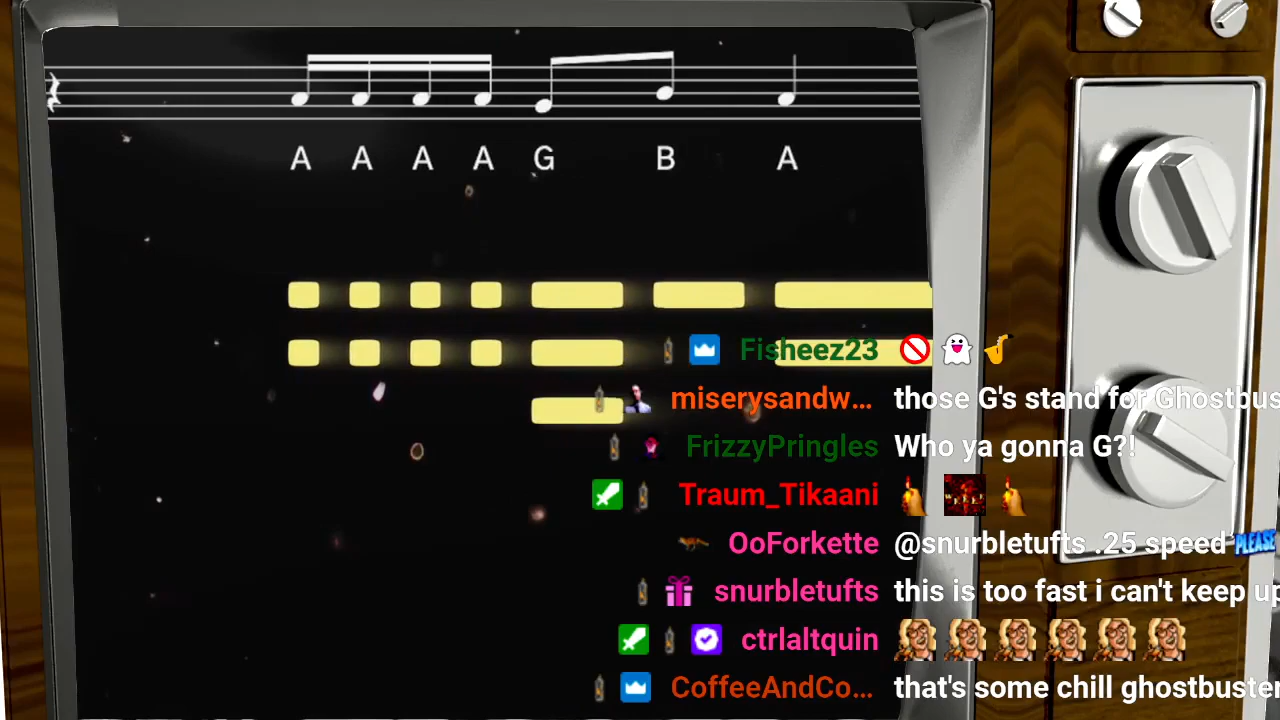 A A A A G B A
Fisheez23
miserysandw... those G's stand for Ghostbus
FrizzyPringles Who ya gonna G?!
Traum_Tikaani
OoForkette @snurbletufts .25 speed PLEASE
snurbletufts this is too fast i can't keep up
ctrlaltquin
CoffeeAndCo... that's some chill ghostbuster